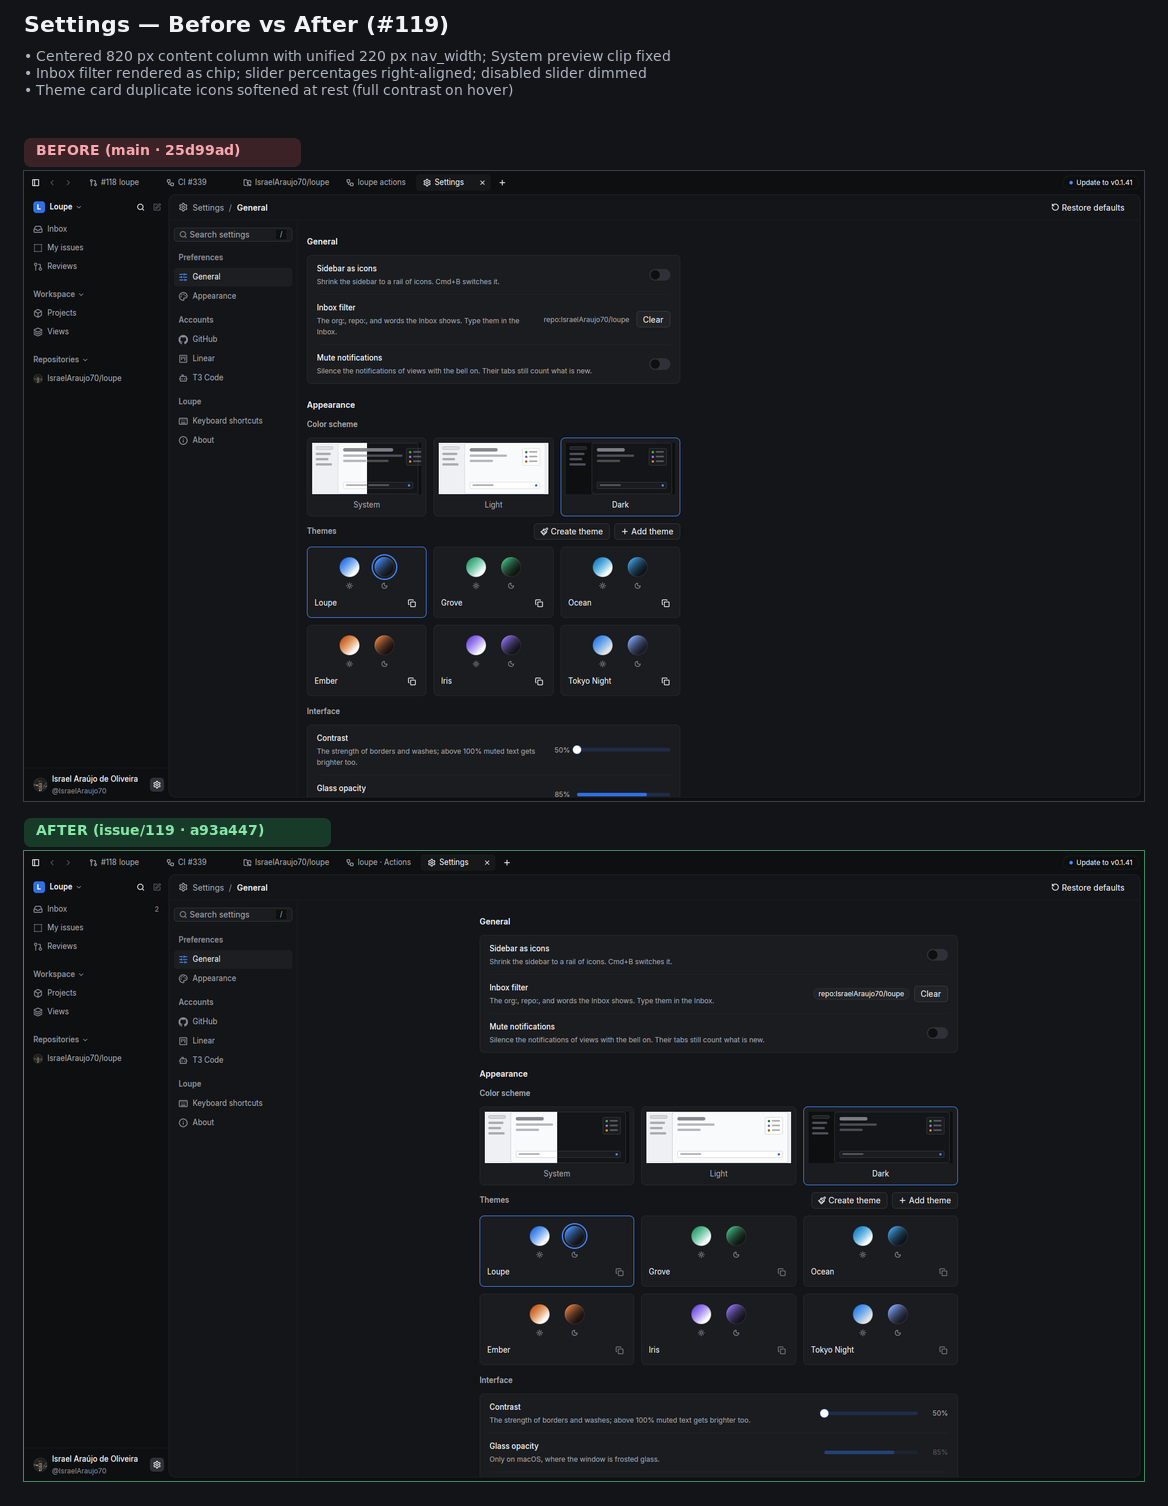 Settings — Before vs After (#119)
• Centered 820 px content column with unified 220 px nav_width; System preview clip fixed
• Inbox filter rendered as chip; slider percentages right-aligned; disabled slider dimmed
• Theme card duplicate icons softened at rest (full contrast on hover)
BEFORE (main · 25d99ad)
#118 loupe CI #339 IsraelAraujo70/loupe loupe actions Settings × + Update to v0.1.41
L Loupe
Settings / General Restore defaults
Inbox
My issues
Reviews
Workspace
Projects
Views
Repositories
IsraelAraujo70/loupe
Israel Araújo de Oliveira
@IsraelAraujo70
Search settings /
Preferences
General
Appearance
Accounts
GitHub
Linear
T3 Code
Loupe
Keyboard shortcuts
About
General
Sidebar as icons
Shrink the sidebar to a rail of icons. Cmd+B switches it.
Inbox filter
The org:, repo:, and words the Inbox shows. Type them in the
Inbox.
repo:IsraelAraujo70/loupe Clear
Mute notifications
Silence the notifications of views with the bell on. Their tabs still count what is new.
Appearance
Color scheme
System Light Dark
Themes Create theme + Add theme
Loupe Grove Ocean
Ember Iris Tokyo Night
Interface
Contrast
The strength of borders and washes; above 100% muted text gets
brighter too.
50%
Glass opacity
85%
AFTER (issue/119 · a93a447)
#118 loupe CI #339 IsraelAraujo70/loupe loupe · Actions Settings × + Update to v0.1.41
L Loupe
Settings / General Restore defaults
Inbox 2
My issues
Reviews
Workspace
Projects
Views
Repositories
IsraelAraujo70/loupe
Israel Araújo de Oliveira
@IsraelAraujo70
Search settings /
Preferences
General
Appearance
Accounts
GitHub
Linear
T3 Code
Loupe
Keyboard shortcuts
About
General
Sidebar as icons
Shrink the sidebar to a rail of icons. Cmd+B switches it.
Inbox filter
The org:, repo:, and words the Inbox shows. Type them in the Inbox.
repo:IsraelAraujo70/loupe Clear
Mute notifications
Silence the notifications of views with the bell on. Their tabs still count what is new.
Appearance
Color scheme
System Light Dark
Themes Create theme + Add theme
Loupe Grove Ocean
Ember Iris Tokyo Night
Interface
Contrast
The strength of borders and washes; above 100% muted text gets brighter too.
50%
Glass opacity
Only on macOS, where the window is frosted glass.
85%